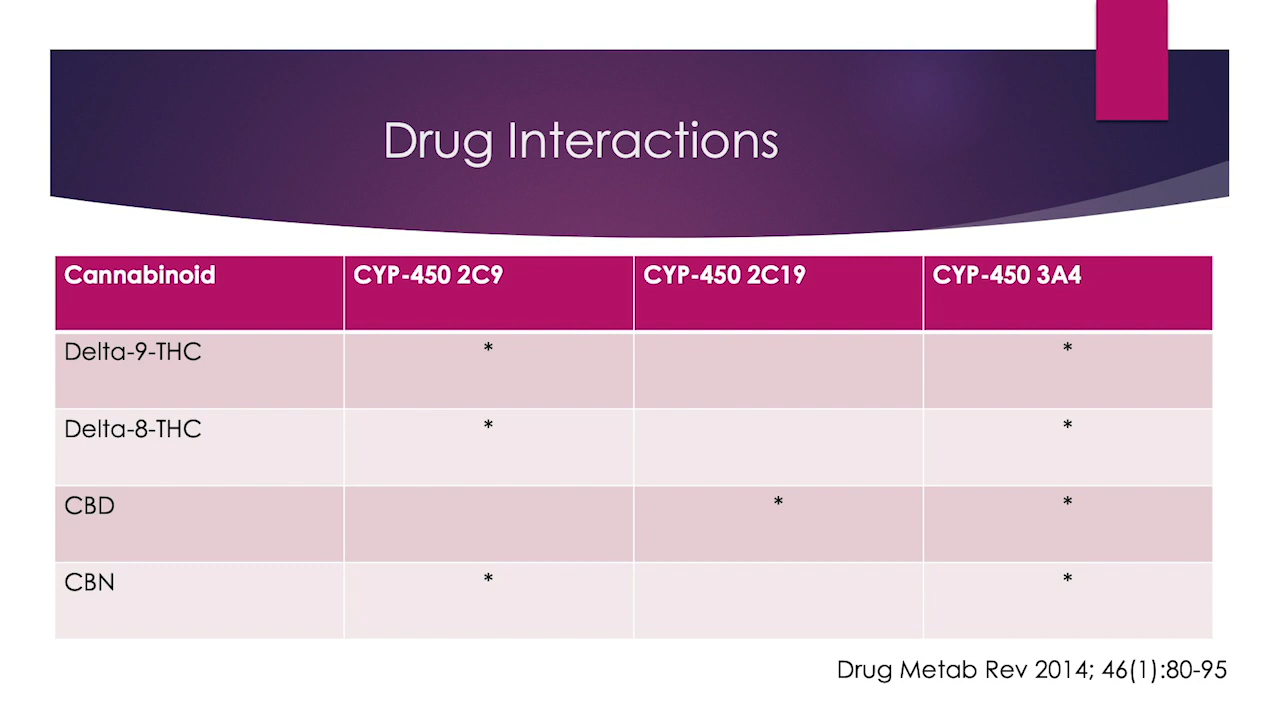 Drug Interactions
Cannabinoid CYP-450 2C9 CYP-450 2C19 CYP-450 3A4
Delta-9-THC * *
Delta-8-THC * *
CBD * *
CBN * *
Drug Metab Rev 2014; 46(1):80-95